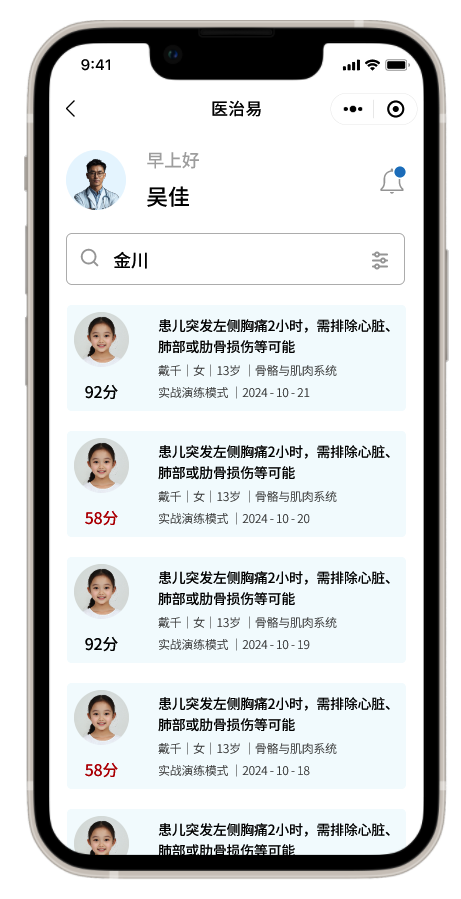 9:41
医治易
早上好
吴佳
金川
患儿突发左侧胸痛2小时，需排除心脏、
肺部或肋骨损伤等可能
戴千｜女｜13岁｜骨骼与肌肉系统
92分
实战演练模式｜2024-10-21
患儿突发左侧胸痛2小时，需排除心脏、
肺部或肋骨损伤等可能
戴千｜女｜13岁｜骨骼与肌肉系统
58分
实战演练模式｜2024-10-20
患儿突发左侧胸痛2小时，需排除心脏、
肺部或肋骨损伤等可能
戴千｜女｜13岁｜骨骼与肌肉系统
92分
实战演练模式｜2024-10-19
患儿突发左侧胸痛2小时，需排除心脏、
肺部或肋骨损伤等可能
戴千｜女｜13岁｜骨骼与肌肉系统
58分
实战演练模式｜2024-10-18
患儿突发左侧胸痛2小时，需排除心脏、
肺部或肋骨损伤等可能